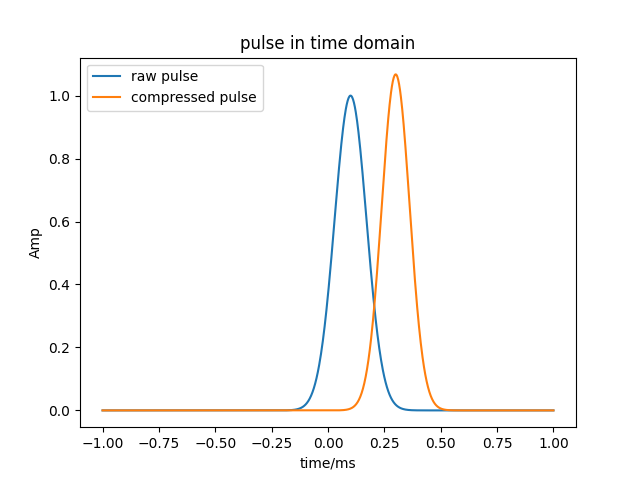 pulse in time domain
raw pulse
compressed pulse
1.0
0.8
0.6
0.4
0.2
0.0
Amp
−1.00 −0.75 −0.50 −0.25 0.00 0.25 0.50 0.75 1.00
time/ms